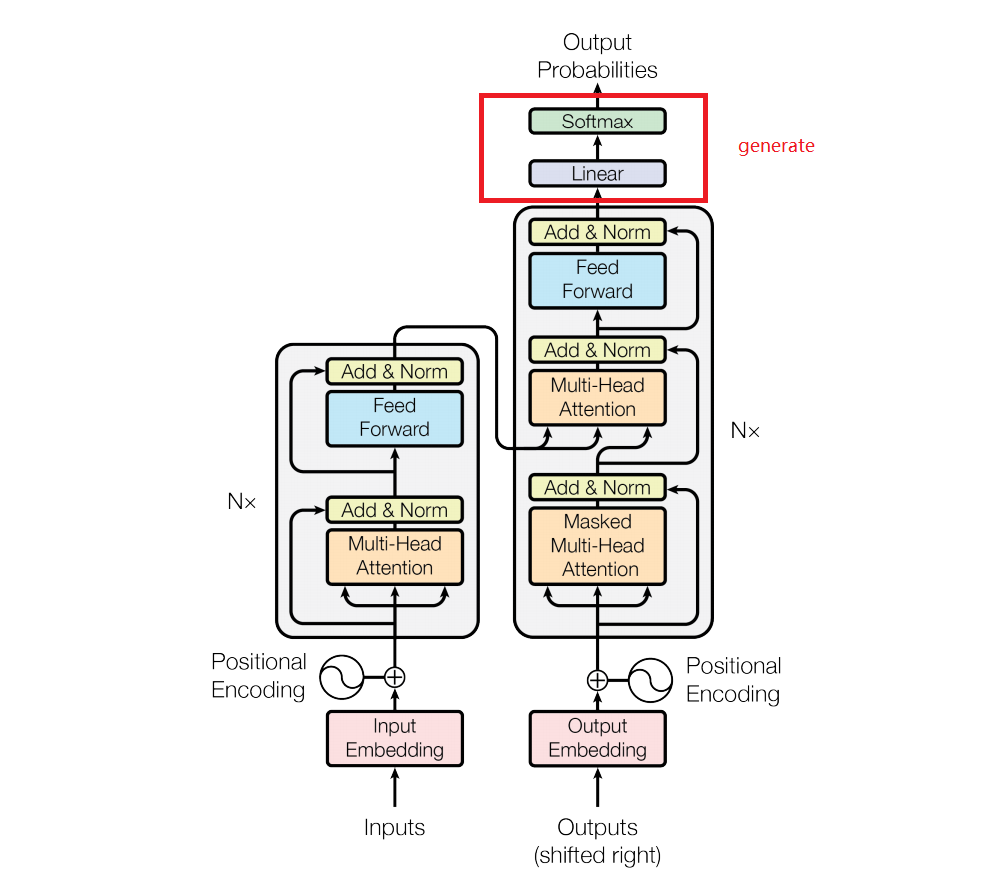 Output
Probabilities
Softmax
generate
Linear
Add & Norm
Feed
Forward
Add & Norm
Multi-Head
Attention
N×
Add & Norm
Masked
Multi-Head
Attention
Add & Norm
Feed
Forward
N×
Add & Norm
Multi-Head
Attention
Positional
Encoding
Positional
Encoding
Input
Embedding
Output
Embedding
Inputs
Outputs
(shifted right)